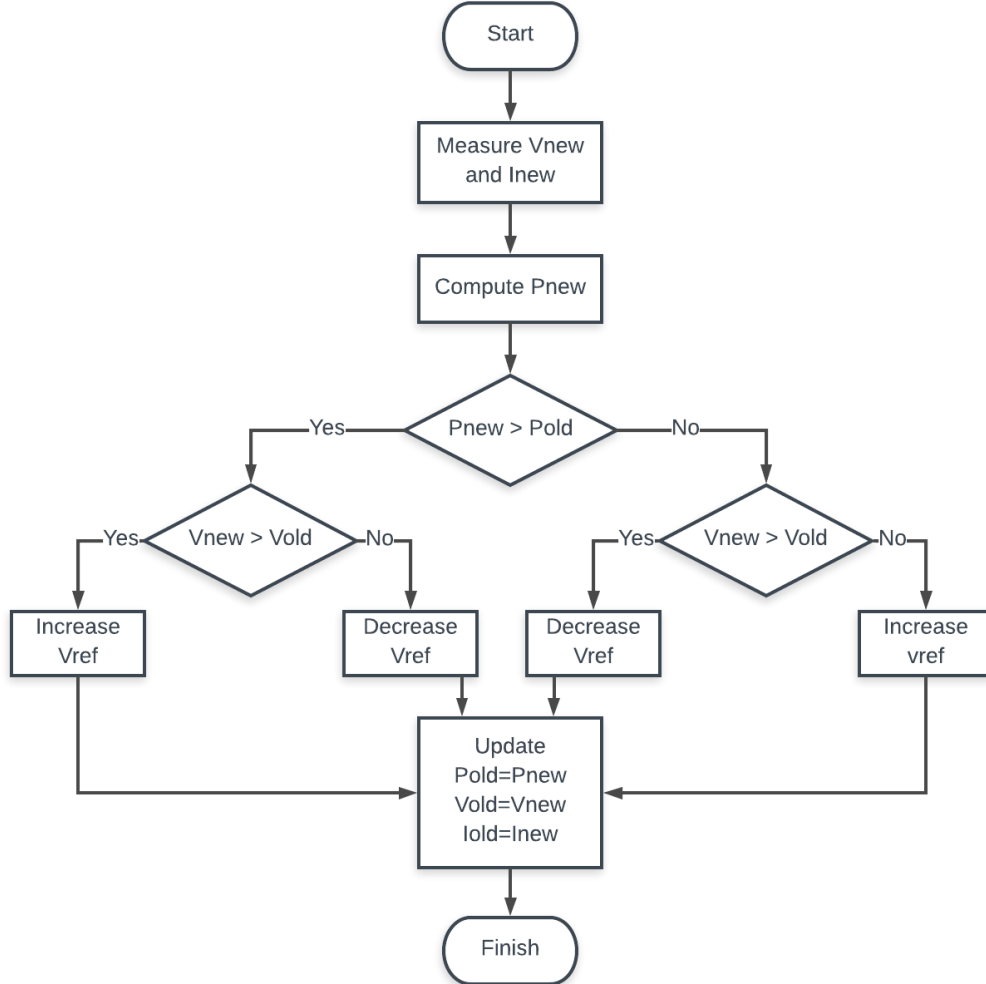 Start
Measure Vnew
and Inew
Compute Pnew
Pnew > Pold
Yes
No
Vnew > Vold
Yes
No
Vnew > Vold
Yes
No
Increase
Vref
Decrease
Vref
Decrease
Vref
Increase
vref
Update
Pold=Pnew
Vold=Vnew
Iold=Inew
Finish